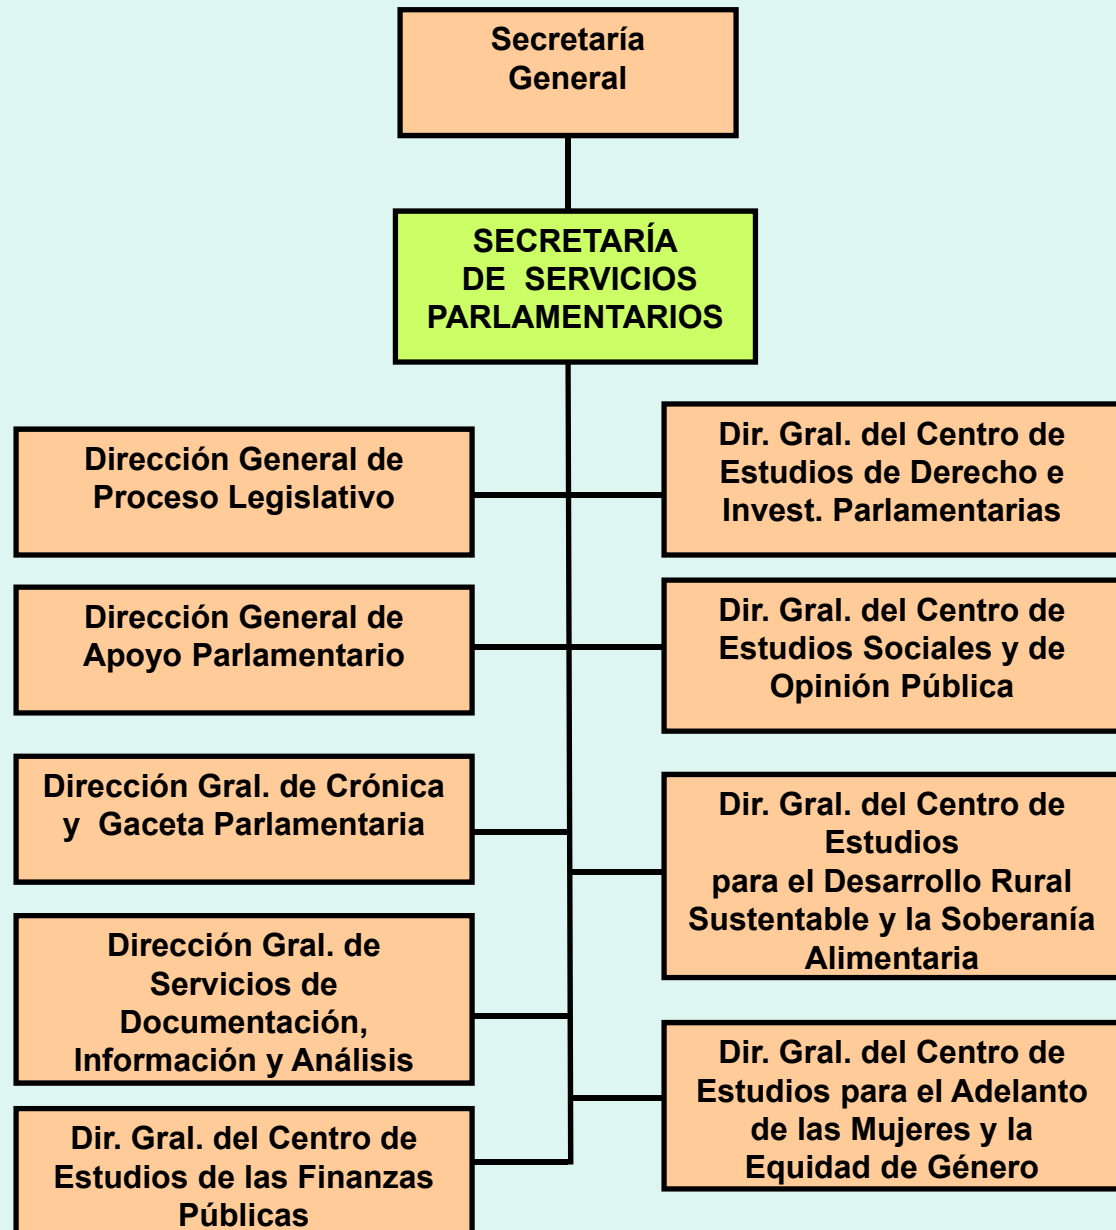 Secretaría
General
SECRETARÍA
DE SERVICIOS
PARLAMENTARIOS
Dirección General de
Proceso Legislativo
Dirección General de
Apoyo Parlamentario
Dirección Gral. de Crónica
y Gaceta Parlamentaria
Dirección Gral. de
Servicios de
Documentación,
Información y Análisis
Dir. Gral. del Centro de
Estudios de las Finanzas
Públicas
Dir. Gral. del Centro de
Estudios de Derecho e
Invest. Parlamentarias
Dir. Gral. del Centro de
Estudios Sociales y de
Opinión Pública
Dir. Gral. del Centro de
Estudios
para el Desarrollo Rural
Sustentable y la Soberanía
Alimentaria
Dir. Gral. del Centro de
Estudios para el Adelanto
de las Mujeres y la
Equidad de Género